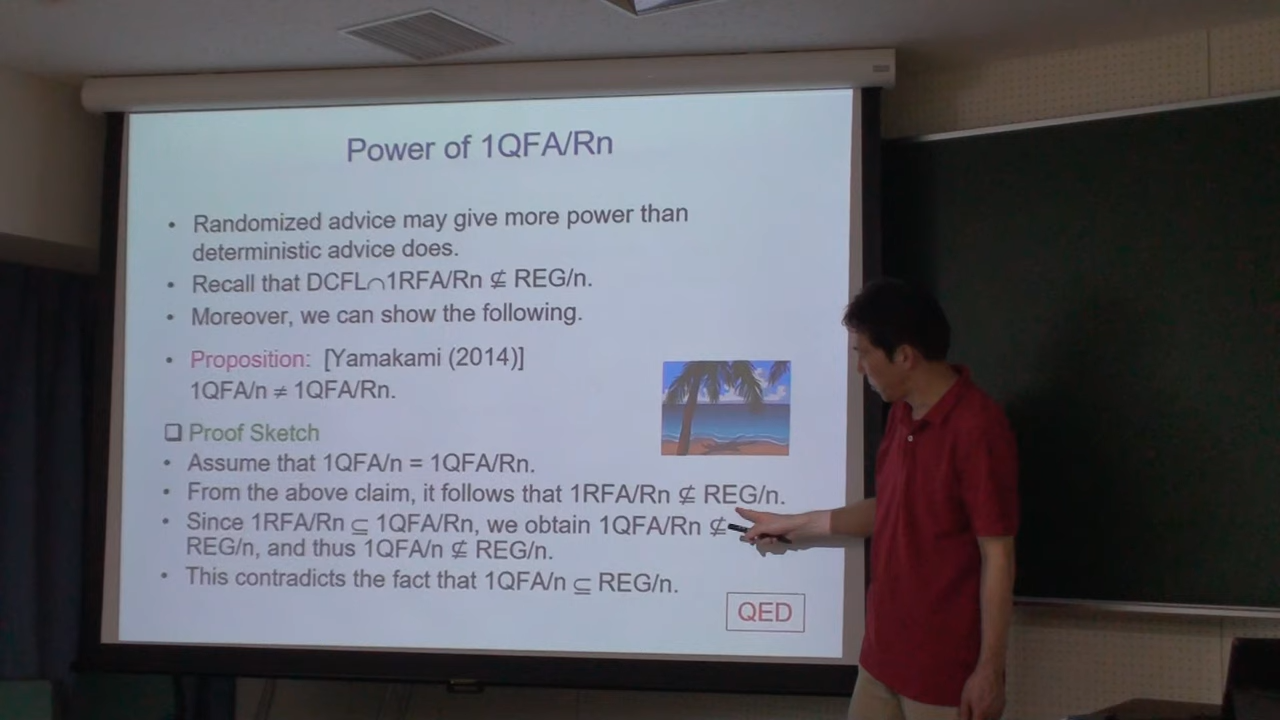 Power of 1QFA/Rn
• Randomized advice may give more power than
deterministic advice does.
• Recall that DCFL∩1RFA/Rn ⊈ REG/n.
• Moreover, we can show the following.
• Proposition: [Yamakami (2014)]
1QFA/n ≠ 1QFA/Rn.
❑ Proof Sketch
• Assume that 1QFA/n = 1QFA/Rn.
• From the above claim, it follows that 1RFA/Rn ⊈ REG/n.
• Since 1RFA/Rn ⊆ 1QFA/Rn, we obtain 1QFA/Rn ⊈
REG/n, and thus 1QFA/n ⊈ REG/n.
• This contradicts the fact that 1QFA/n ⊆ REG/n.
QED